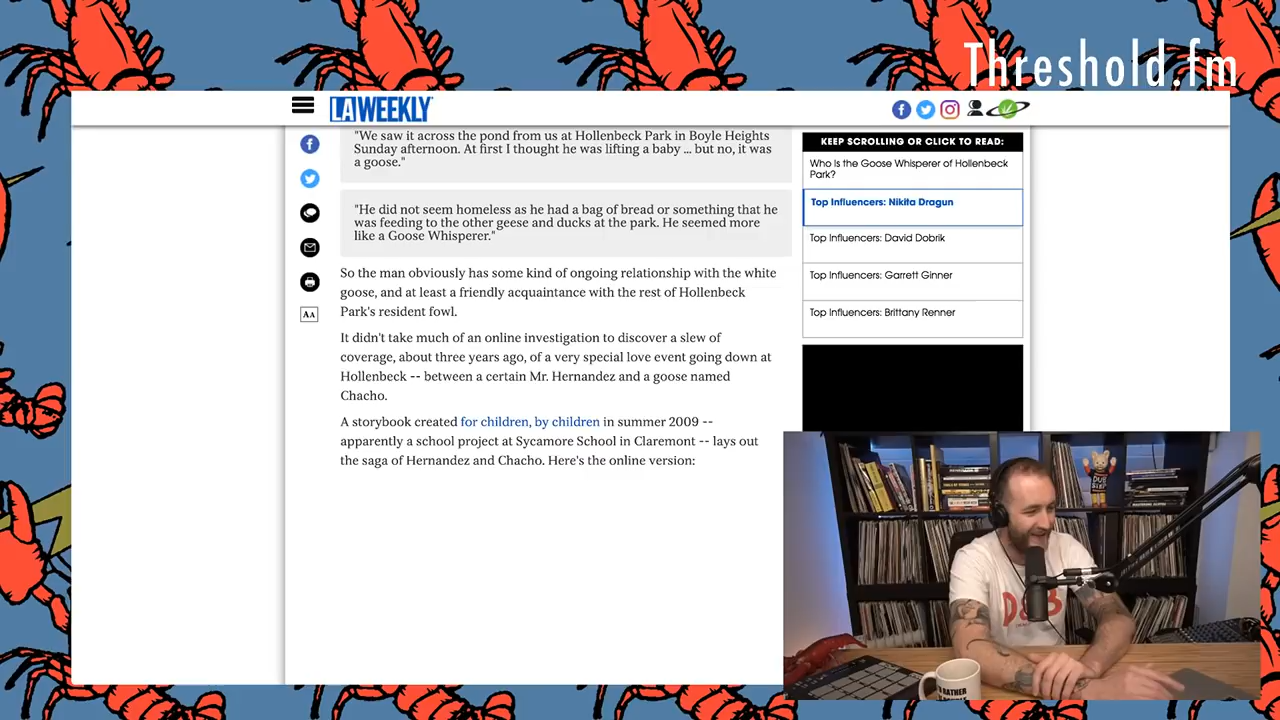 Threshold.fm
LA WEEKLY
"We saw it across the pond from us at Hollenbeck Park in Boyle Heights
Sunday afternoon. At first I thought he was lifting a baby ... but no, it was
a goose."
"He did not seem homeless as he had a bag of bread or something that he
was feeding to the other geese and ducks at the park. He seemed more
like a Goose Whisperer."
So the man obviously has some kind of ongoing relationship with the white
goose, and at least a friendly acquaintance with the rest of Hollenbeck
Park's resident fowl.
It didn't take much of an online investigation to discover a slew of
coverage, about three years ago, of a very special love event going down at
Hollenbeck -- between a certain Mr. Hernandez and a goose named
Chacho.
A storybook created for children, by children in summer 2009 --
apparently a school project at Sycamore School in Claremont -- lays out
the saga of Hernandez and Chacho. Here's the online version:
AA
KEEP SCROLLING OR CLICK TO READ:
Who Is the Goose Whisperer of Hollenbeck
Park?
Top Influencers: Nikita Dragun
Top Influencers: David Dobrik
Top Influencers: Garrett Ginner
Top Influencers: Brittany Renner
RATHER